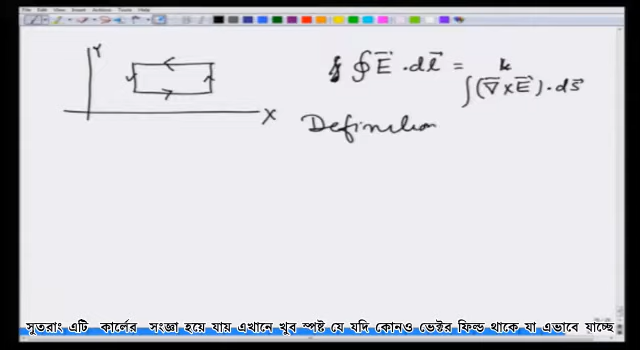 Y
X
∮ E⃗ . dl⃗ =
∫(∇⃗ x E⃗) . ds⃗
Definition
সুতরাং এটি কার্লের সংজ্ঞা হয়ে যায় এখানে খুব স্পষ্ট যে যদি কোনও ভেক্টর ফিল্ড থাকে যা এভাবে যাচ্ছে